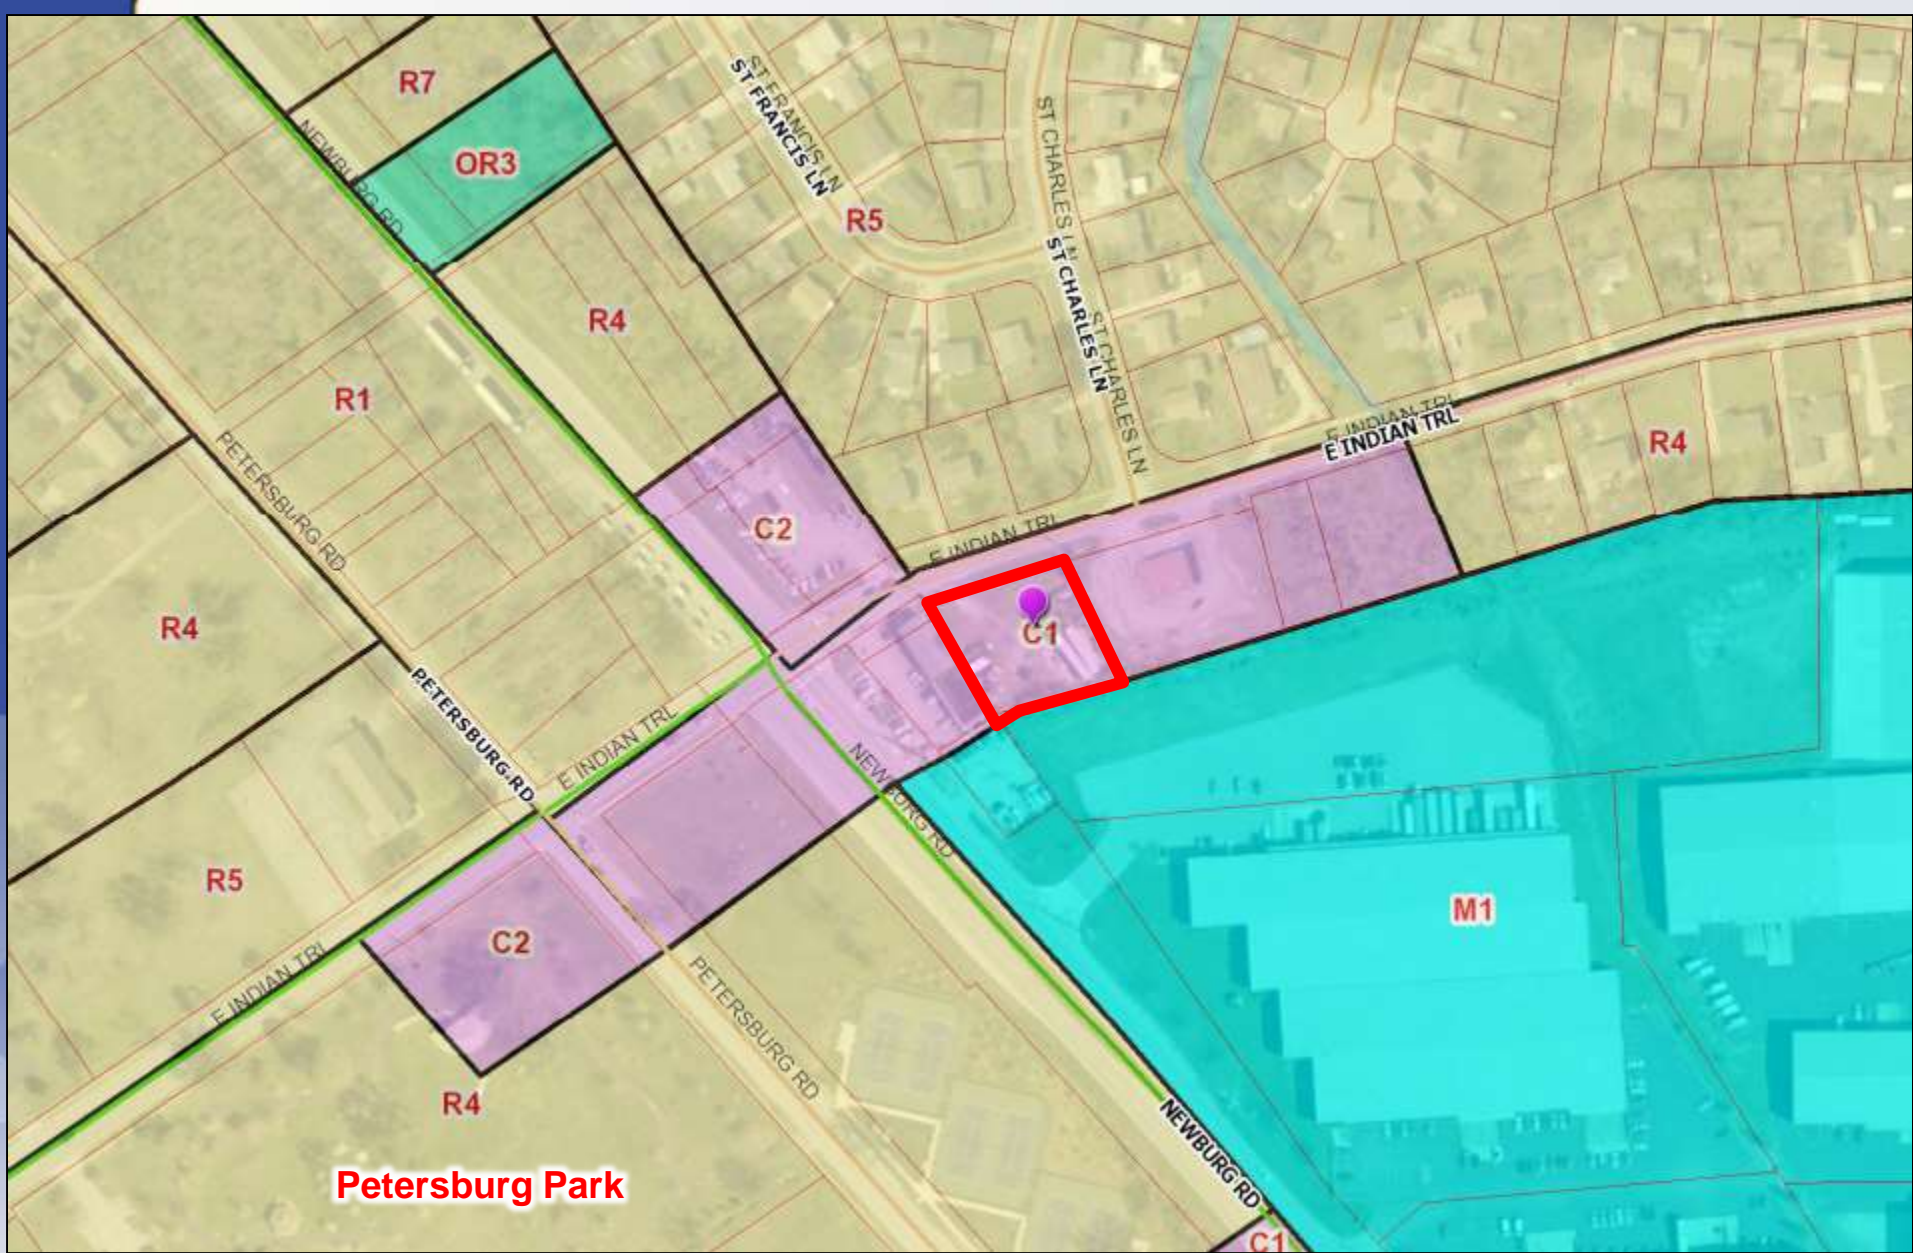 R7
OR3
NEWBURG RD
ST FRANCIS LN
ST FRANCIS LN
R5
ST CHARLES LN
ST CHARLES LN
ST CHARLES LN
R4
R1
E INDIAN TRL
E INDIAN TRL
R4
PETERSBURG RD
C2
E INDIAN TRL
C1
R4
PETERSBURG RD
E INDIAN TRL
NEWBURG RD
R5
M1
C2
E INDIAN TRL
PETERSBURG RD
R4
NEWBURG RD
Petersburg Park
C1